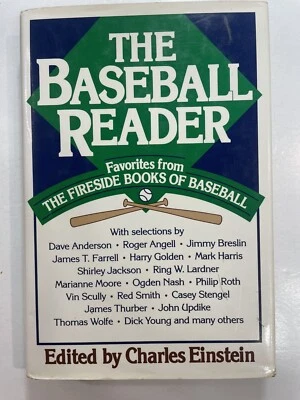 THE
BASEBALL
READER
Favorites from
THE FIRESIDE BOOKS OF BASEBALL
With selections by
Dave Anderson • Roger Angell • Jimmy Breslin
James T. Farrell • Harry Golden • Mark Harris
Shirley Jackson • Ring W. Lardner
Marianne Moore • Ogden Nash • Philip Roth
Vin Scully • Red Smith • Casey Stengel
James Thurber • John Updike
Thomas Wolfe • Dick Young and many others
Edited by Charles Einstein